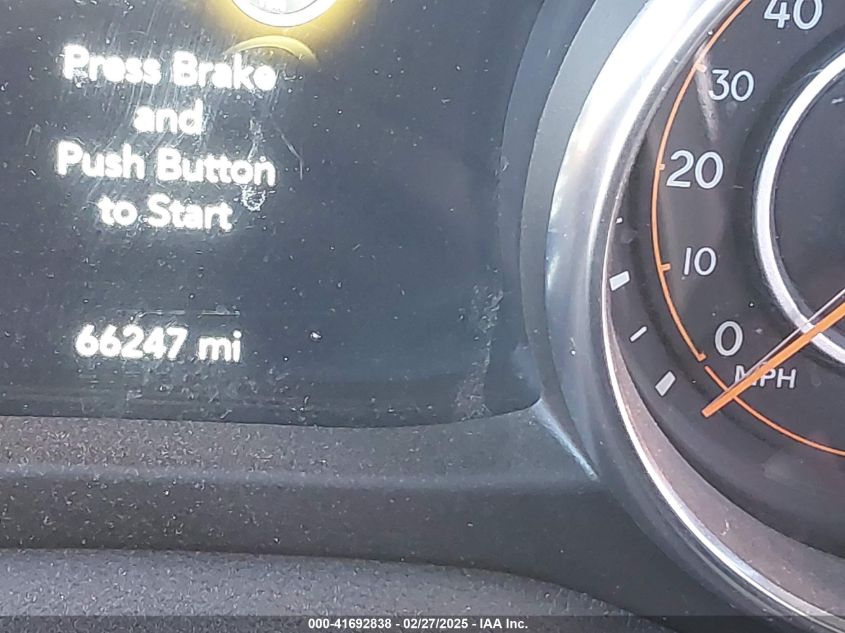 Press Brake
and
Push Button
to Start
66247 mi
40
30
20
10
0
MPH
000-41692838 - 02/27/2025 - IAA Inc.